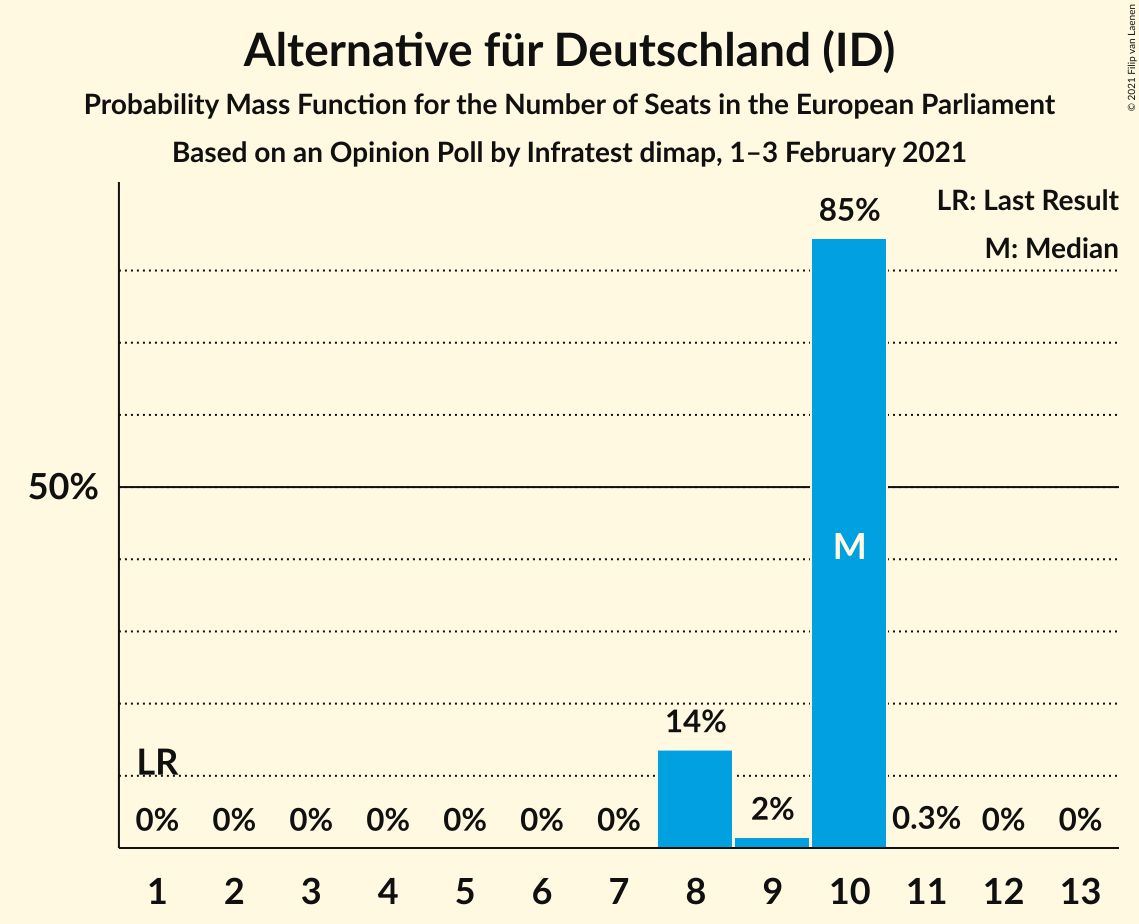 Alternative für Deutschland (ID)
Probability Mass Function for the Number of Seats in the European Parliament
Based on an Opinion Poll by Infratest dimap, 1–3 February 2021
© 2021 Filip van Laenen
LR: Last Result
M: Median
85%
50%
M
14%
LR
0% 0% 0% 0% 0% 0% 0% 2% 0.3% 0% 0%
1 2 3 4 5 6 7 8 9 10 11 12 13